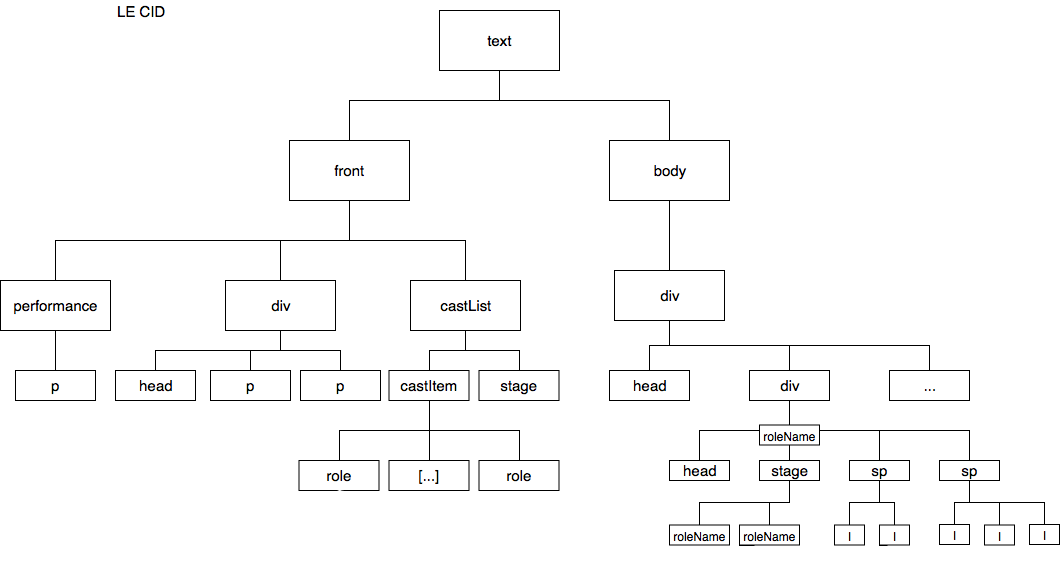 LE CID
text
front body
performance div castList div
p head p p castItem stage head div ...
roleName
role [...] role head stage sp sp
roleName roleName l l l l l